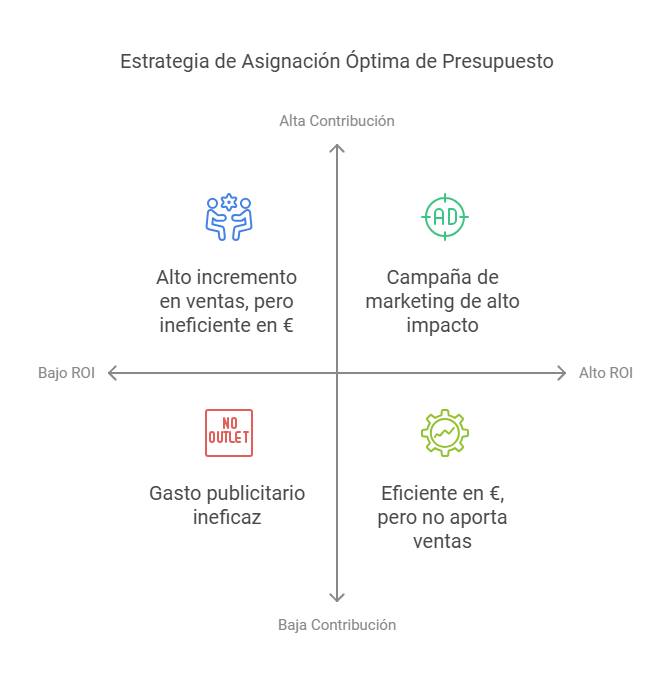 Estrategia de Asignación Óptima de Presupuesto
Alta Contribución
AD
Alto incremento
en ventas, pero
ineficiente en €
Campaña de
marketing de alto
impacto
Bajo ROI
Alto ROI
NO
OUTLET
Gasto publicitario
ineficaz
Eficiente en €,
pero no aporta
ventas
Baja Contribución